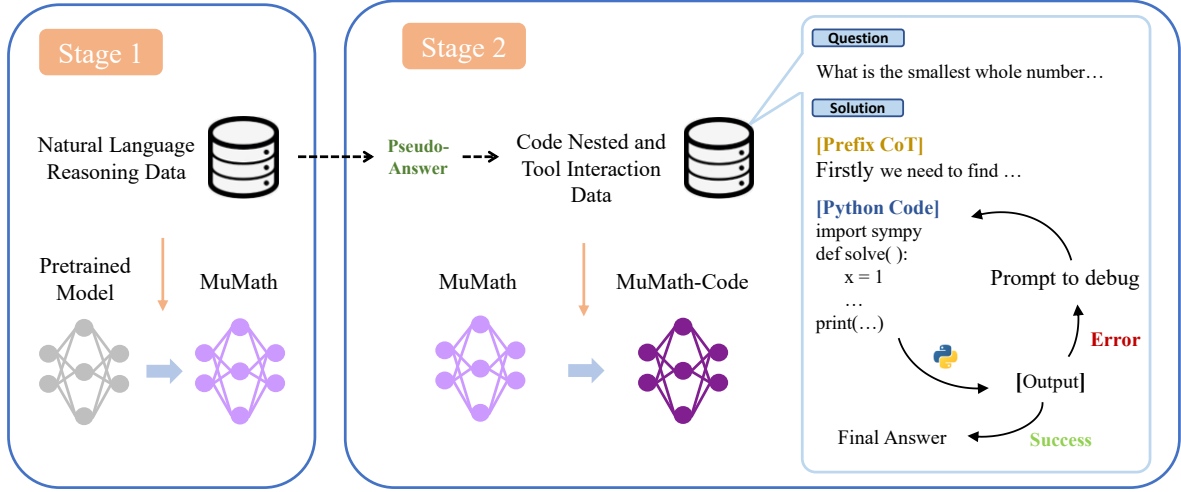 Stage 1
Natural Language
Reasoning Data
Pretrained
Model
MuMath
Stage 2
Pseudo-
Answer
Code Nested and
Tool Interaction
Data
MuMath
MuMath-Code
Question
What is the smallest whole number…
Solution
[Prefix CoT]
Firstly we need to find …
[Python Code]
import sympy
def solve( ):
x = 1
…
print(…)
Prompt to debug
Error
[Output]
Success
Final Answer